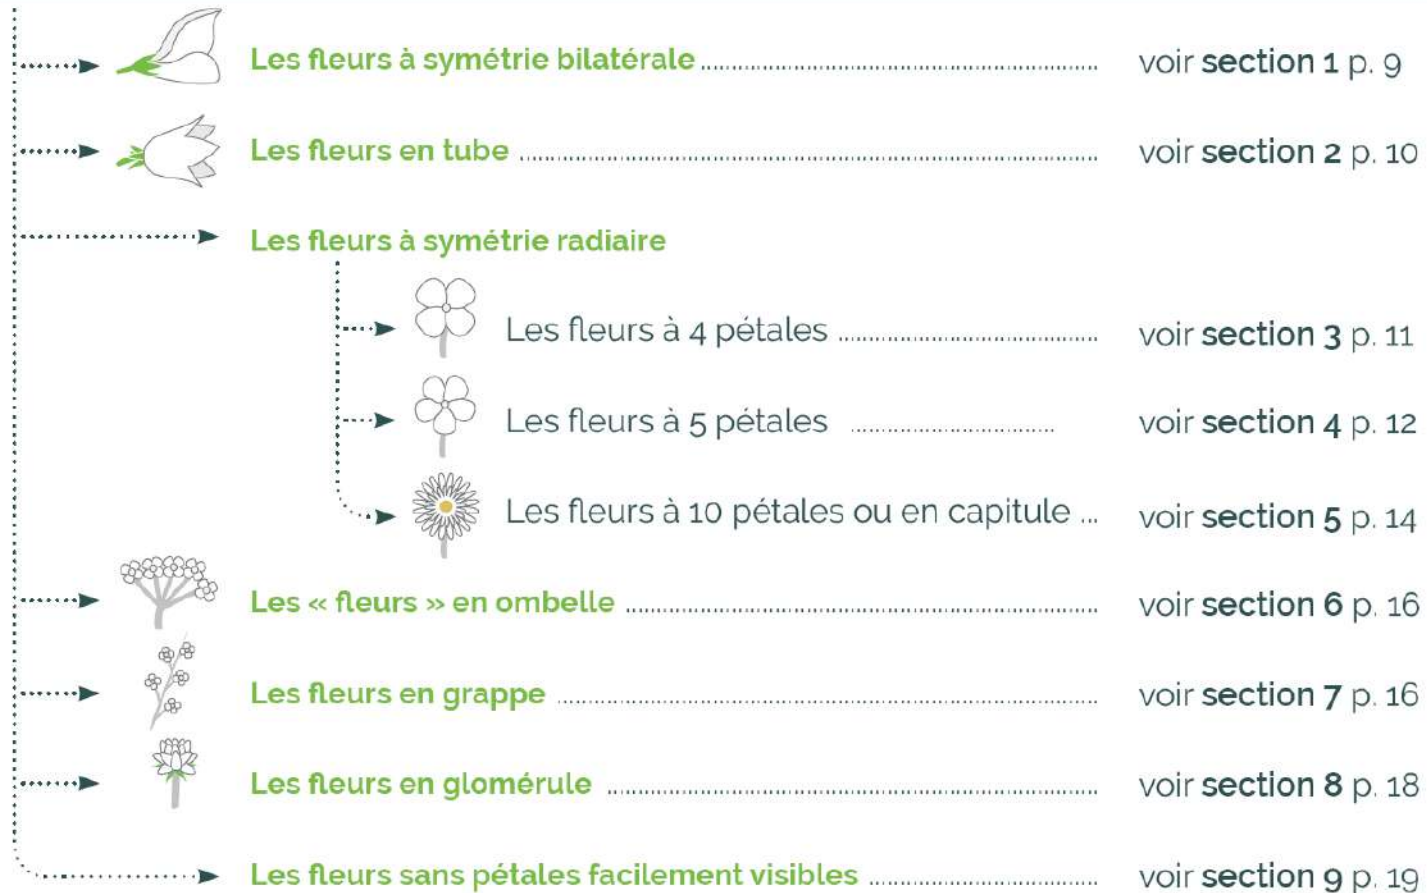 Les fleurs à symétrie bilatérale ........ voir section 1 p. 9
Les fleurs en tube ........ voir section 2 p. 10
Les fleurs à symétrie radiaire
Les fleurs à 4 pétales ........ voir section 3 p. 11
Les fleurs à 5 pétales ........ voir section 4 p. 12
Les fleurs à 10 pétales ou en capitule ... voir section 5 p. 14
Les « fleurs » en ombelle ........ voir section 6 p. 16
Les fleurs en grappe ........ voir section 7 p. 16
Les fleurs en glomérule ........ voir section 8 p. 18
Les fleurs sans pétales facilement visibles ........ voir section 9 p. 19